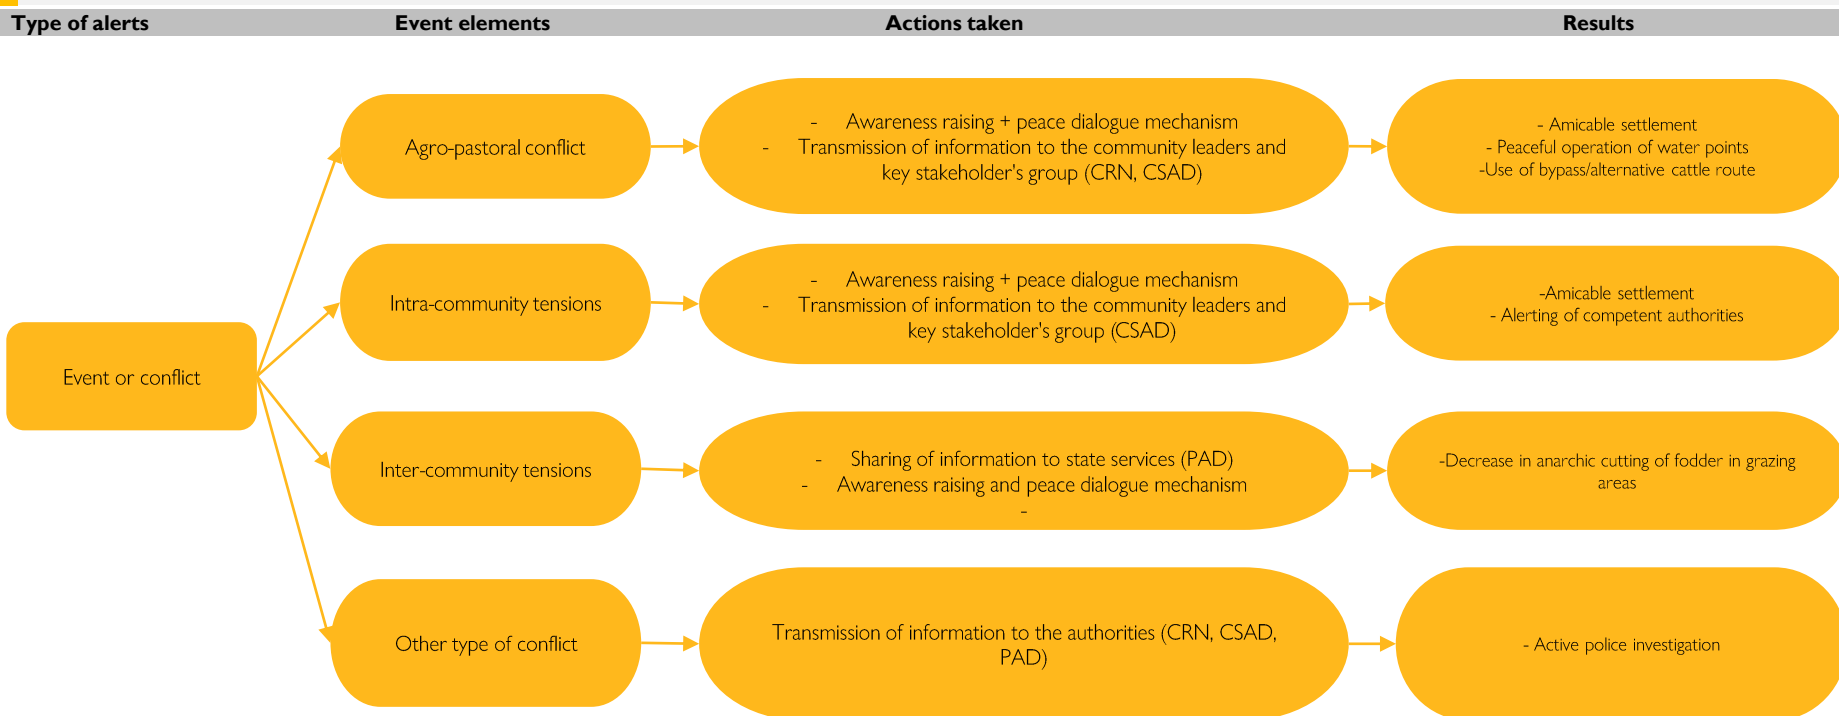 Type of alerts
Event elements
Actions taken
Results
Event or conflict
Agro-pastoral conflict
- Awareness raising + peace dialogue mechanism
- Transmission of information to the community leaders and
key stakeholder's group (CRN, CSAD)
- Amicable settlement
- Peaceful operation of water points
-Use of bypass/alternative cattle route
Intra-community tensions
- Awareness raising + peace dialogue mechanism
- Transmission of information to the community leaders and
key stakeholder's group (CSAD)
-Amicable settlement
- Alerting of competent authorities
Inter-community tensions
- Sharing of information to state services (PAD)
- Awareness raising and peace dialogue mechanism
-
-Decrease in anarchic cutting of fodder in grazing
areas
Other type of conflict
Transmission of information to the authorities (CRN, CSAD,
PAD)
- Active police investigation